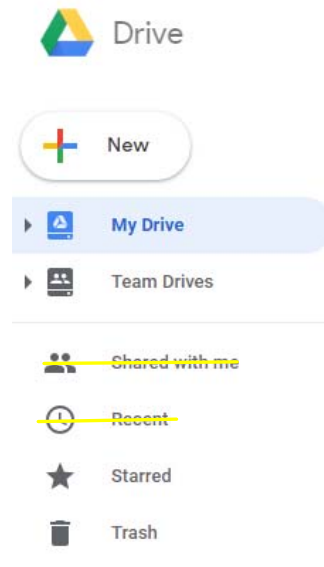 Drive
New
My Drive
Team Drives
Shared with me
Recent
Starred
Trash